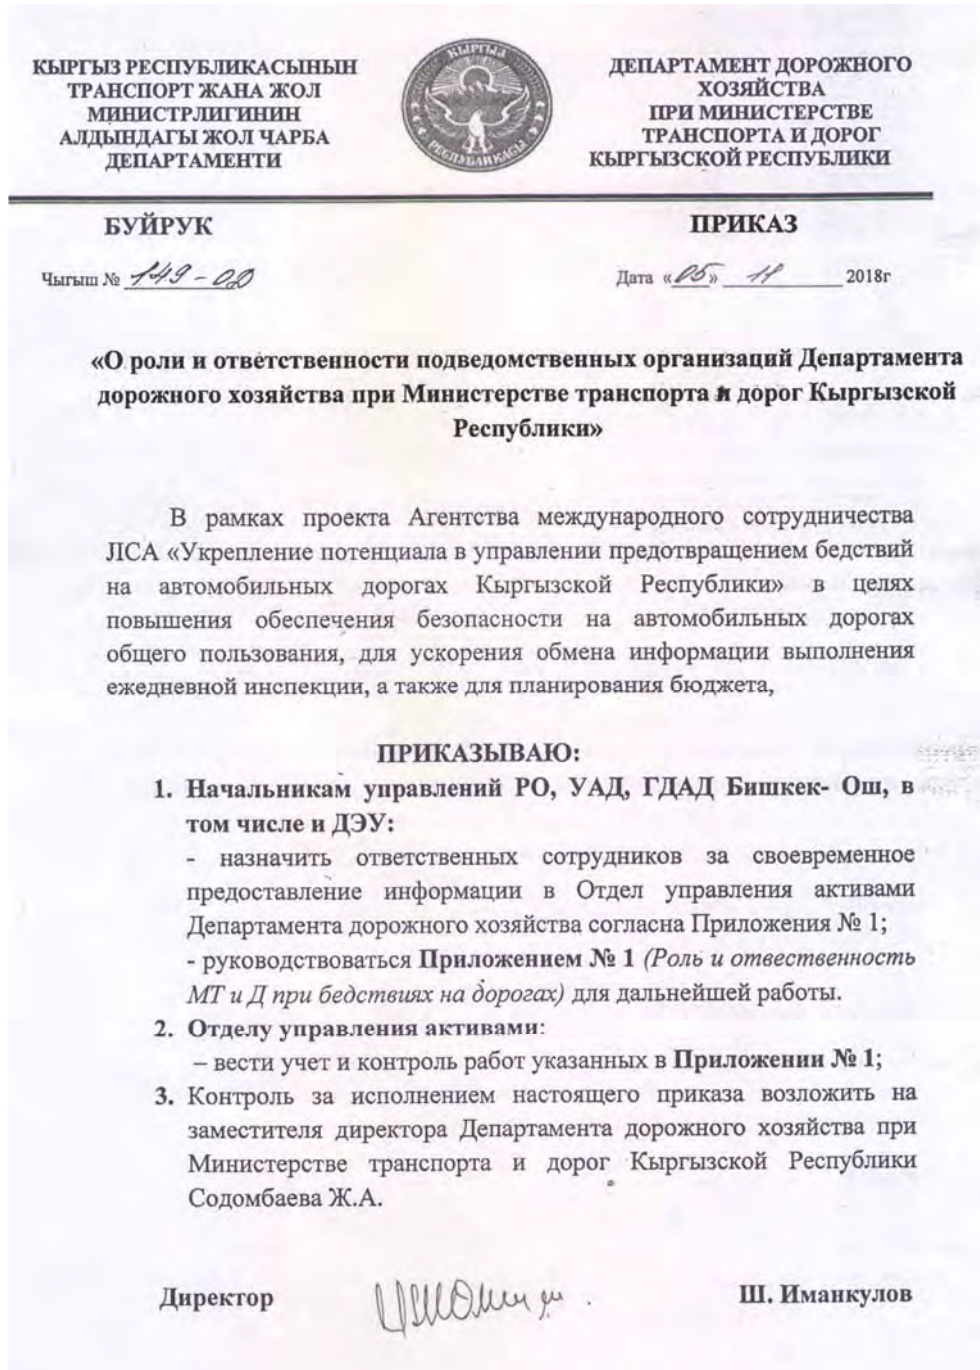 КЫРГЫЗ РЕСПУБЛИКАСЫНЫН
ТРАНСПОРТ ЖАНА ЖОЛ
МИНИСТРЛИГИНИН
АЛДЫНДАГЫ ЖОЛ ЧАРБА
ДЕПАРТАМЕНТИ
КЫРГЫЗ
РЕСПУБЛИКАСЫ
ДЕПАРТАМЕНТ ДОРОЖНОГО
ХОЗЯЙСТВА
ПРИ МИНИСТЕРСТВЕ
ТРАНСПОРТА И ДОРОГ
КЫРГЫЗСКОЙ РЕСПУБЛИКИ
БУЙРУК
ПРИКАЗ
Чыгыш № 149-
Дата «05» 11 2018г
«О роли и ответственности подведомственных организаций Департамента
дорожного хозяйства при Министерстве транспорта и дорог Кыргызской
Республики»
В рамках проекта Агентства международного сотрудничества
ЛСА «Укрепление потенциала в управлении предотвращением бедствий
на автомобильных дорогах Кыргызской Республики» в целях
повышения обеспечения безопасности на автомобильных дорогах
общего пользования, для ускорения обмена информации выполнения
ежедневной инспекции, а также для планирования бюджета,
ПРИКАЗЫВАЮ:
1. Начальникам управлений РО, УАД, ГДАД Бишкек- Ош, в
том числе и ДЭУ:
- назначить ответственных сотрудников за своевременное
предоставление информации в Отдел управления активами
Департамента дорожного хозяйства согласна Приложения № 1;
- руководствоваться Приложением № 1 (Роль и отвественность
МТ и Д при бедствиях на дорогах) для дальнейшей работы.
2. Отделу управления активами:
– вести учет и контроль работ указанных в Приложении № 1;
3. Контроль за исполнением настоящего приказа возложить на
заместителя директора Департамента дорожного хозяйства при
Министерстве транспорта и дорог Кыргызской Республики
Содомбаева Ж.А.
Директор
Ш. Иманкулов